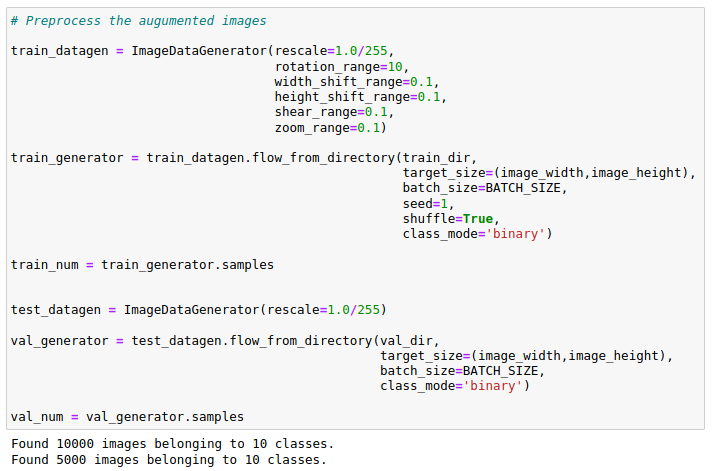 # Preprocess the augumented images
train_datagen = ImageDataGenerator(rescale=1.0/255,
rotation_range=10,
width_shift_range=0.1,
height_shift_range=0.1,
shear_range=0.1,
zoom_range=0.1)
train_generator = train_datagen.flow_from_directory(train_dir,
target_size=(image_width,image_height),
batch_size=BATCH_SIZE,
seed=1,
shuffle=True,
class_mode='binary')
train_num = train_generator.samples
test_datagen = ImageDataGenerator(rescale=1.0/255)
val_generator = test_datagen.flow_from_directory(val_dir,
target_size=(image_width,image_height),
batch_size=BATCH_SIZE,
class_mode='binary')
val_num = val_generator.samples
Found 10000 images belonging to 10 classes.
Found 5000 images belonging to 10 classes.